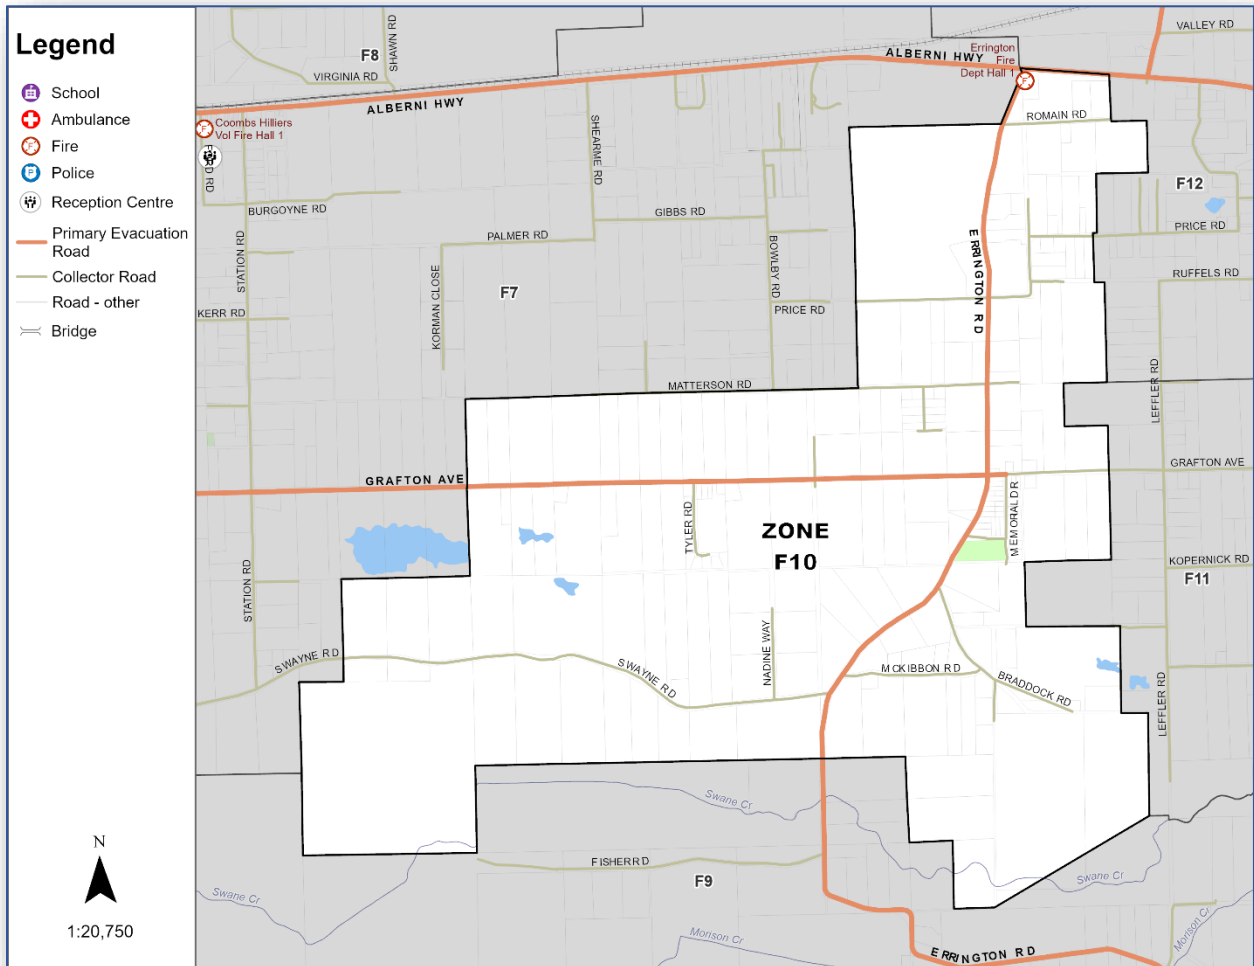 Legend
School
Ambulance
Fire
Police
Reception Centre
Primary Evacuation
Road
Collector Road
Road - other
Bridge
N
1:20,750
F8
SHAWN RD
VIRGINIA RD
ALBERNI HWY
ALBERNI HWY
Errington
Fire
Dept Hall 1
VALLEY RD
Coombs Hilliers
Vol Fire Hall 1
RD
BURGOYNE RD
STATION RD
KERR RD
SHEARME RD
GIBBS RD
PALMER RD
KORMAN CLOSE
F7
BOWLBY RD
PRICE RD
MATTERSON RD
ROMAIN RD
ERRINGTON RD
F12
PRICE RD
RUFFELS RD
LEFFLER RD
GRAFTON AVE
GRAFTON AVE
TYLER RD
ZONE
F10
MEMORAL DR
KOPERNICK RD
F11
STATION RD
SWAYNE RD
SWAYNE RD
NADINE WAY
MCKIBBON RD
BRADDOCK RD
LEFFLER RD
Swane Cr
FISHER RD
F9
Swane Cr
Swane Cr
Morison Cr
ERRINGTON RD
Morison Cr